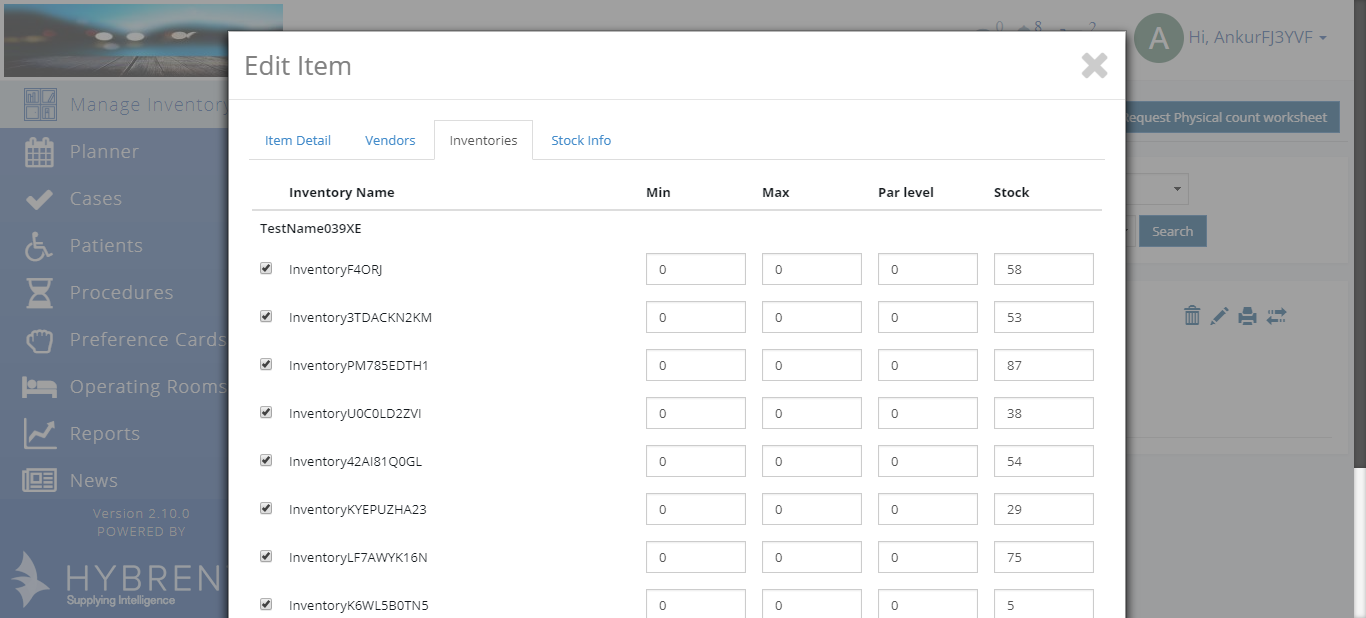 0 8 2
A Hi, AnkurFJ3YVF
Edit Item
Manage Inventory
Planner
Cases
Patients
Procedures
Preference Cards
Operating Rooms
Reports
News
Version 2.10.0
POWERED BY
HYBREN
Supplying Intelligence
Item Detail Vendors Inventories Stock Info
Inventory Name Min Max Par level Stock
TestName039XE
InventoryF4ORJ 0 0 0 58
Inventory3TDACKN2KM 0 0 0 53
InventoryPM785EDTH1 0 0 0 87
InventoryU0C0LD2ZVI 0 0 0 38
Inventory42AI81Q0GL 0 0 0 54
InventoryKYEPUZHA23 0 0 0 29
InventoryLF7AWYK16N 0 0 0 75
InventoryK6WL5B0TN5 0 0 0 5
equest Physical count worksheet
Search